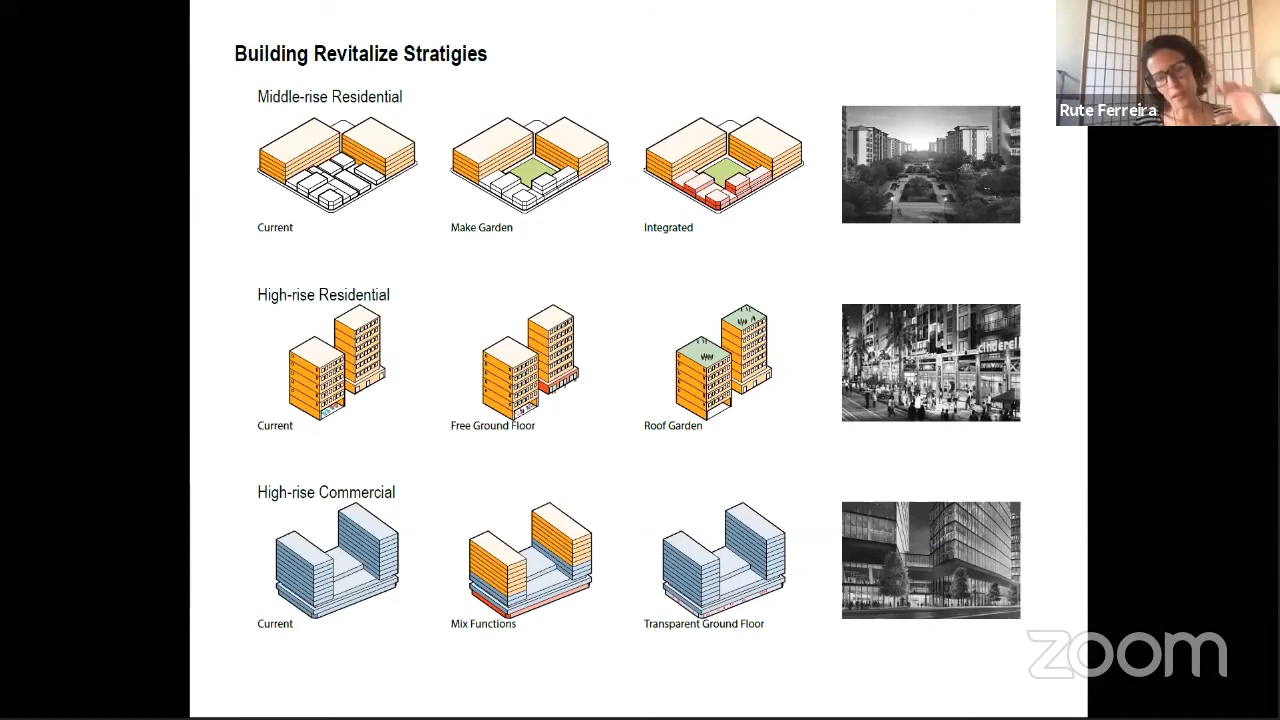 Building Revitalize Stratigies
Rute Ferreira
Middle-rise Residential
Current
Make Garden
Integrated
High-rise Residential
cinderell
Current
Free Ground Floor
Roof Garden
High-rise Commercial
Current
Mix Functions
Transparent Ground Floor
zoom